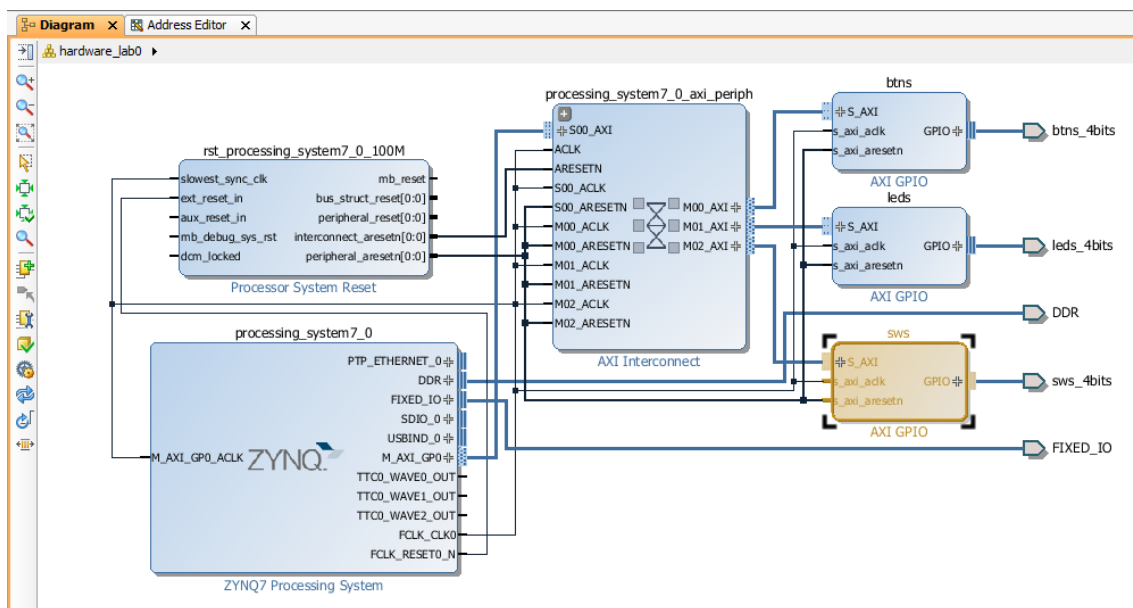 Diagram
Address Editor
hardware_lab0
rst_processing_system7_0_100M
slowest_sync_clk
ext_reset_in
aux_reset_in
mb_debug_sys_rst
dcm_locked
mb_reset
bus_struct_reset[0:0]
peripheral_reset[0:0]
interconnect_aresetn[0:0]
peripheral_aresetn[0:0]
Processor System Reset
processing_system7_0
M_AXI_GP0_ACLK
ZYNQ
PTP_ETHERNET_0
DDR
FIXED_IO
SDIO_0
USBIND_0
M_AXI_GP0
TTC0_WAVE0_OUT
TTC0_WAVE1_OUT
TTC0_WAVE2_OUT
FCLK_CLK0
FCLK_RESET0_N
ZYNQ7 Processing System
processing_system7_0_axi_periph
S00_AXI
ACLK
ARESETN
S00_ACLK
S00_ARESETN
M00_ACLK
M00_ARESETN
M01_ACLK
M01_ARESETN
M02_ACLK
M02_ARESETN
M00_AXI
M01_AXI
M02_AXI
AXI Interconnect
btns
S_AXI
s_axi_aclk
s_axi_aresetn
GPIO
AXI GPIO
leds
S_AXI
s_axi_aclk
s_axi_aresetn
GPIO
AXI GPIO
sws
S_AXI
s_axi_aclk
s_axi_aresetn
GPIO
AXI GPIO
btns_4bits
leds_4bits
DDR
sws_4bits
FIXED_IO